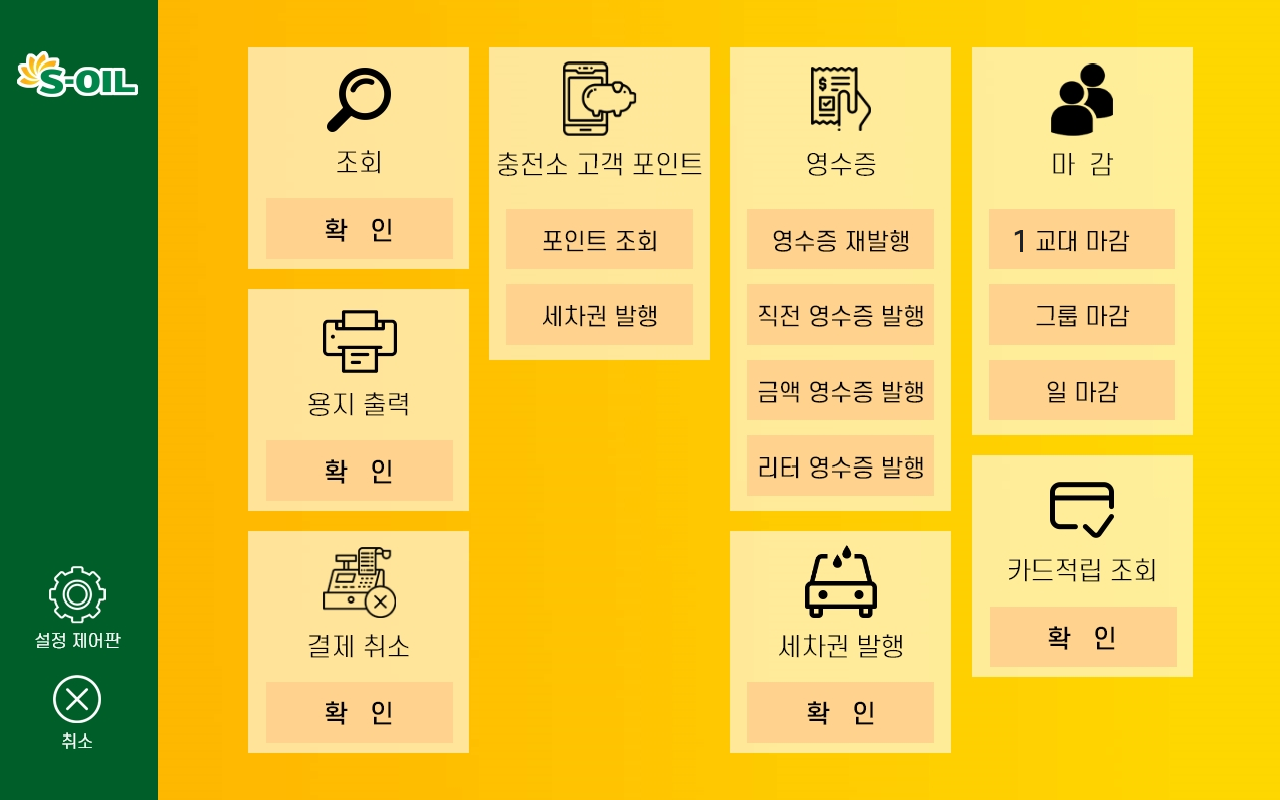 S-OIL
설정 제어판
취소
조회
확 인
용지 출력
확 인
결제 취소
확 인
충전소 고객 포인트
포인트 조회
세차권 발행
영수증
영수증 재발행
직전 영수증 발행
금액 영수증 발행
리터 영수증 발행
세차권 발행
확 인
마 감
1 교대 마감
그룹 마감
일 마감
카드적립 조회
확 인